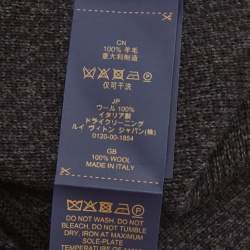 CN
100% 羊毛
意大利制造
仅可干洗
JP
ウール 100%
イタリア製
ドライクリーニング
ルイ ヴィトン ジャパン(株)
0120-00-1854
GB
100% WOOL
MADE IN ITALY
DO NOT WASH, DO NOT
BLEACH, DO NOT TUMBLE
DRY, IRON AT MAXIMUM
SOLE-PLATE